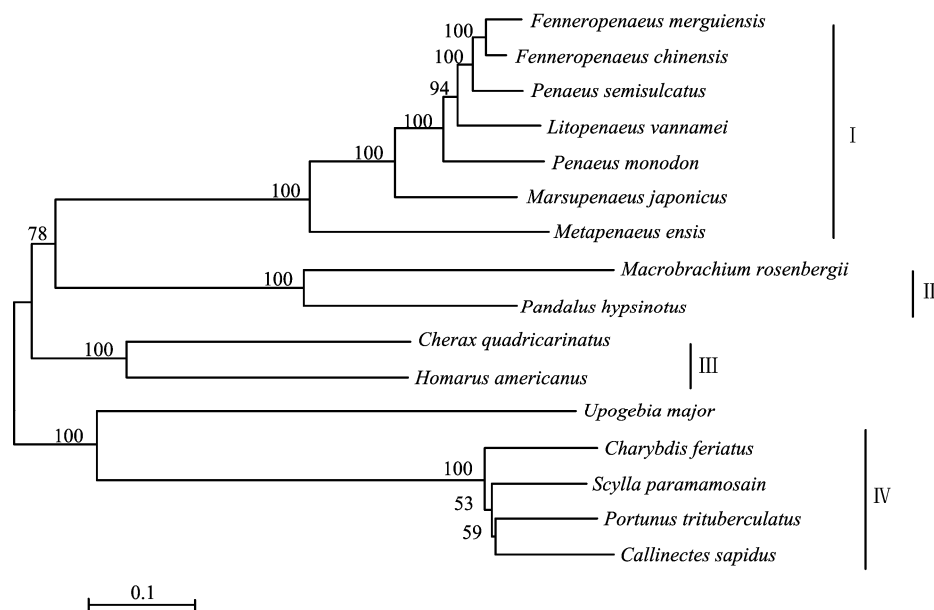 Fenneropenaeus merguiensis
100
Fenneropenaeus chinensis
100
Penaeus semisulcatus
94
Litopenaeus vannamei
100
I
Penaeus monodon
100
Marsupenaeus japonicus
100
Metapenaeus ensis
78
Macrobrachium rosenbergii
100
II
Pandalus hypsinotus
Cherax quadricarinatus
100
III
Homarus americanus
Upogebia major
100
Charybdis feriatus
100
Scylla paramamosain
IV
53
Portunus trituberculatus
59
Callinectes sapidus
0.1